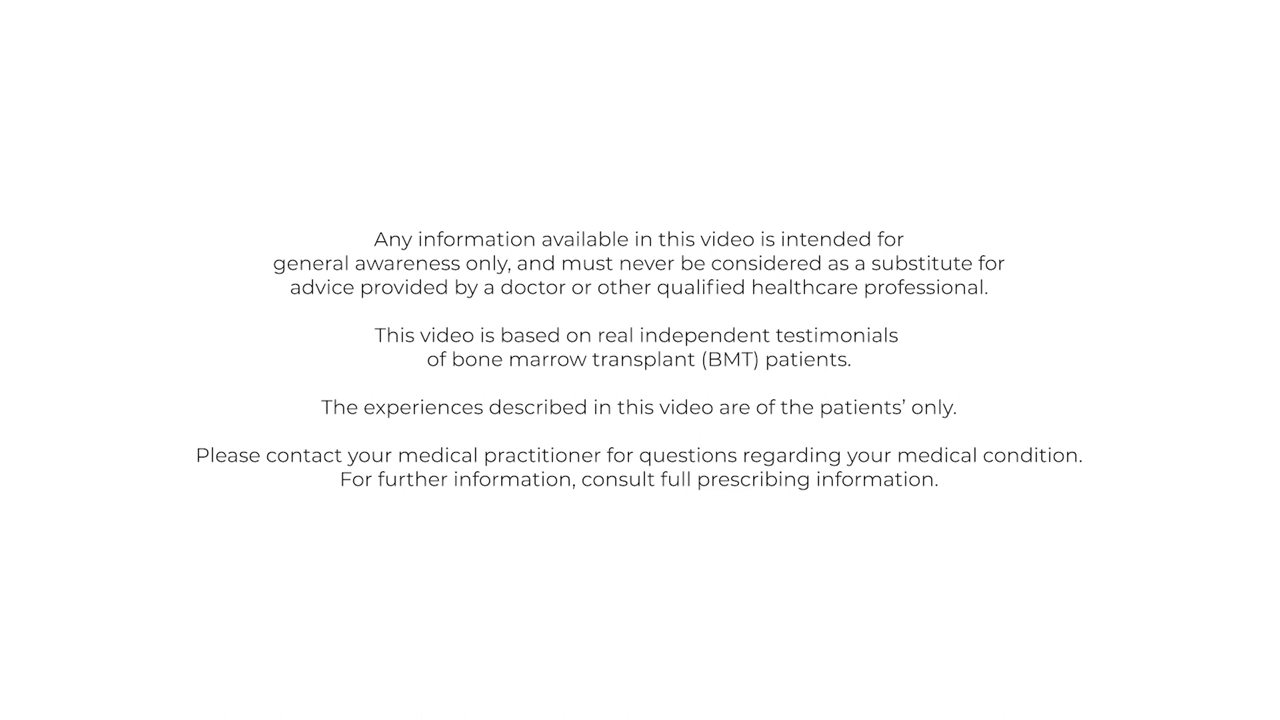 Any information available in this video is intended for
general awareness only, and must never be considered as a substitute for
advice provided by a doctor or other qualified healthcare professional.
This video is based on real independent testimonials
of bone marrow transplant (BMT) patients.
The experiences described in this video are of the patients’ only.
Please contact your medical practitioner for questions regarding your medical condition.
For further information, consult full prescribing information.